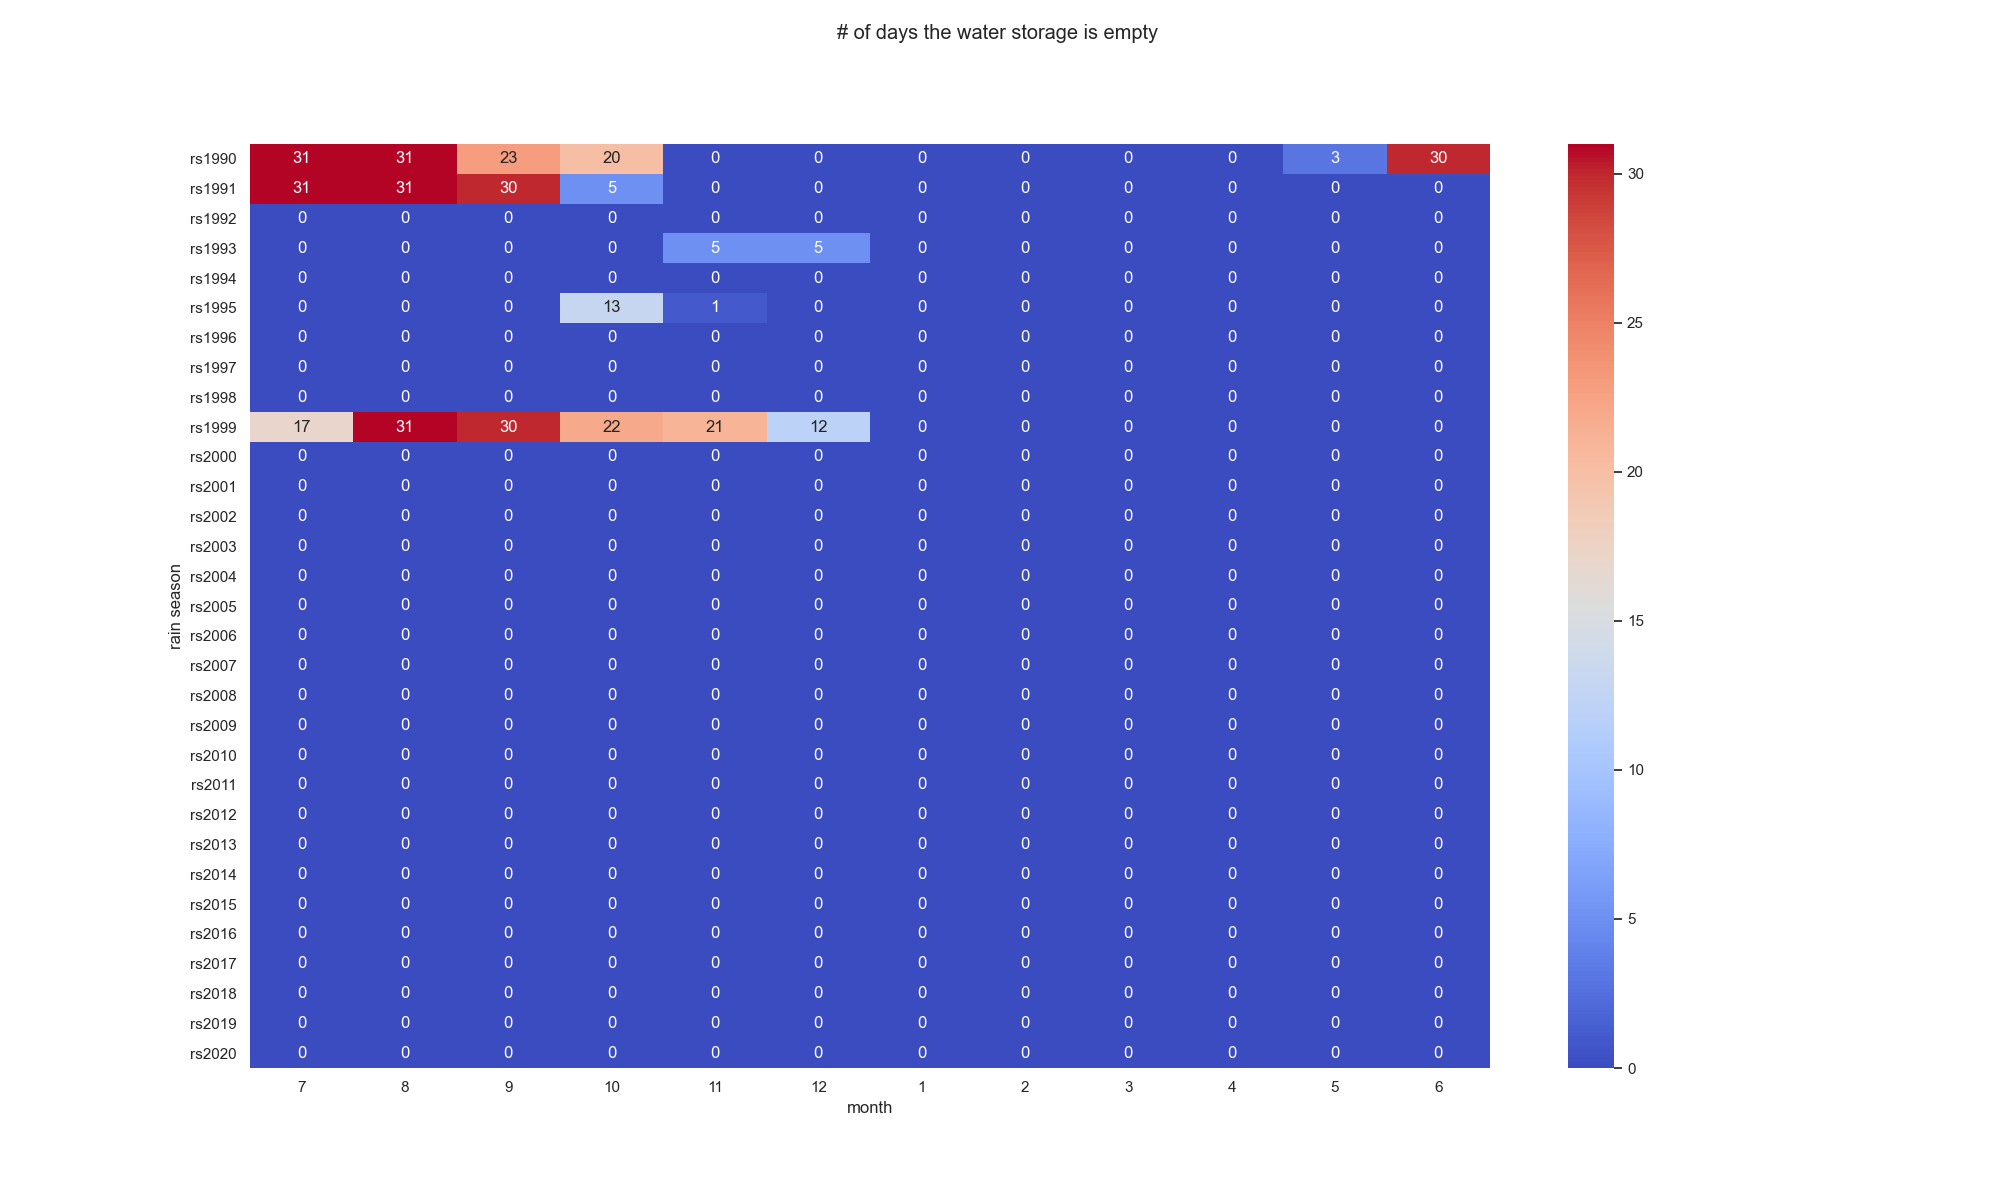 # of days the water storage is empty
rs1990 31 31 23 20 0 0 0 0 0 0 3 30
rs1991 31 31 30 5 0 0 0 0 0 0 0 0
rs1992 0 0 0 0 0 0 0 0 0 0 0 0
rs1993 0 0 0 0 5 5 0 0 0 0 0 0
rs1994 0 0 0 0 0 0 0 0 0 0 0 0
rs1995 0 0 0 13 1 0 0 0 0 0 0 0
rs1996 0 0 0 0 0 0 0 0 0 0 0 0
rs1997 0 0 0 0 0 0 0 0 0 0 0 0
rs1998 0 0 0 0 0 0 0 0 0 0 0 0
rs1999 17 31 30 22 21 12 0 0 0 0 0 0
rs2000 0 0 0 0 0 0 0 0 0 0 0 0
rs2001 0 0 0 0 0 0 0 0 0 0 0 0
rs2002 0 0 0 0 0 0 0 0 0 0 0 0
rs2003 0 0 0 0 0 0 0 0 0 0 0 0
rs2004 0 0 0 0 0 0 0 0 0 0 0 0
rs2005 0 0 0 0 0 0 0 0 0 0 0 0
rs2006 0 0 0 0 0 0 0 0 0 0 0 0
rs2007 0 0 0 0 0 0 0 0 0 0 0 0
rs2008 0 0 0 0 0 0 0 0 0 0 0 0
rs2009 0 0 0 0 0 0 0 0 0 0 0 0
rs2010 0 0 0 0 0 0 0 0 0 0 0 0
rs2011 0 0 0 0 0 0 0 0 0 0 0 0
rs2012 0 0 0 0 0 0 0 0 0 0 0 0
rs2013 0 0 0 0 0 0 0 0 0 0 0 0
rs2014 0 0 0 0 0 0 0 0 0 0 0 0
rs2015 0 0 0 0 0 0 0 0 0 0 0 0
rs2016 0 0 0 0 0 0 0 0 0 0 0 0
rs2017 0 0 0 0 0 0 0 0 0 0 0 0
rs2018 0 0 0 0 0 0 0 0 0 0 0 0
rs2019 0 0 0 0 0 0 0 0 0 0 0 0
rs2020 0 0 0 0 0 0 0 0 0 0 0 0
7 8 9 10 11 12 1 2 3 4 5 6
month
rain season
30
25
20
15
10
5
0